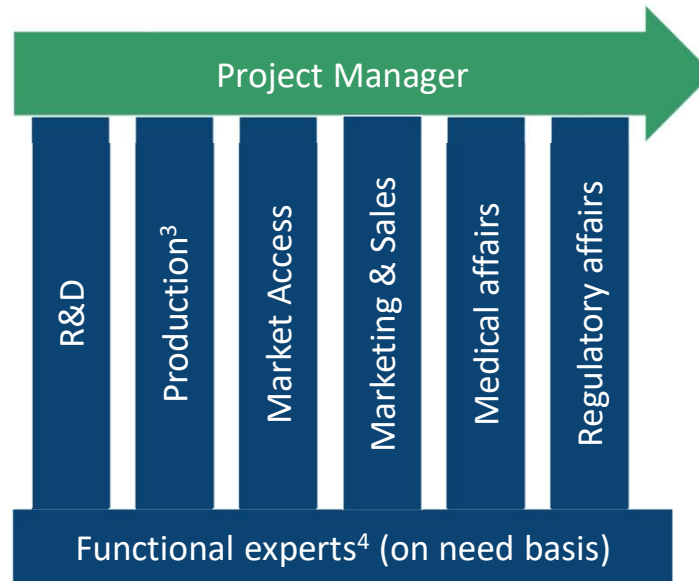 Project Manager
R&D
Production³
Market Access
Marketing & Sales
Medical affairs
Regulatory affairs
Functional experts⁴ (on need basis)